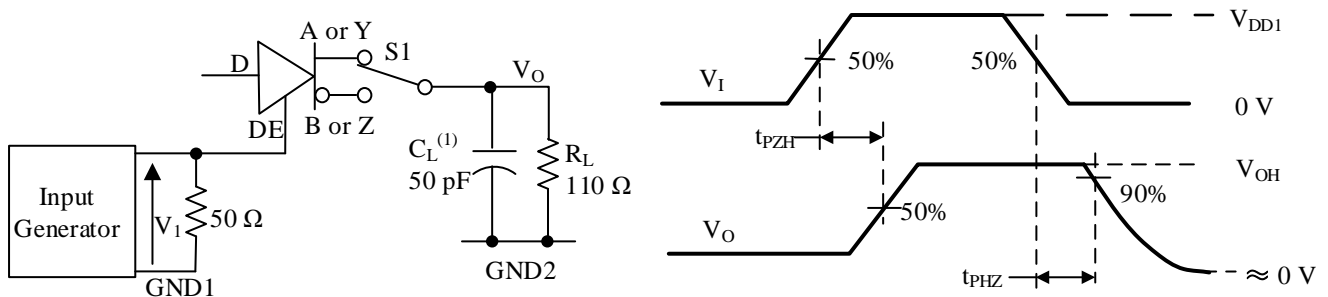 A or Y
S1
D
V_O
DE
B or Z
C_L^(1)
50 pF
R_L
110 Ω
Input
Generator
V_1
50 Ω
GND1
GND2
V_DD1
50%
50%
V_I
0 V
t_PZH
V_OH
90%
50%
V_O
t_PHZ
≈ 0 V